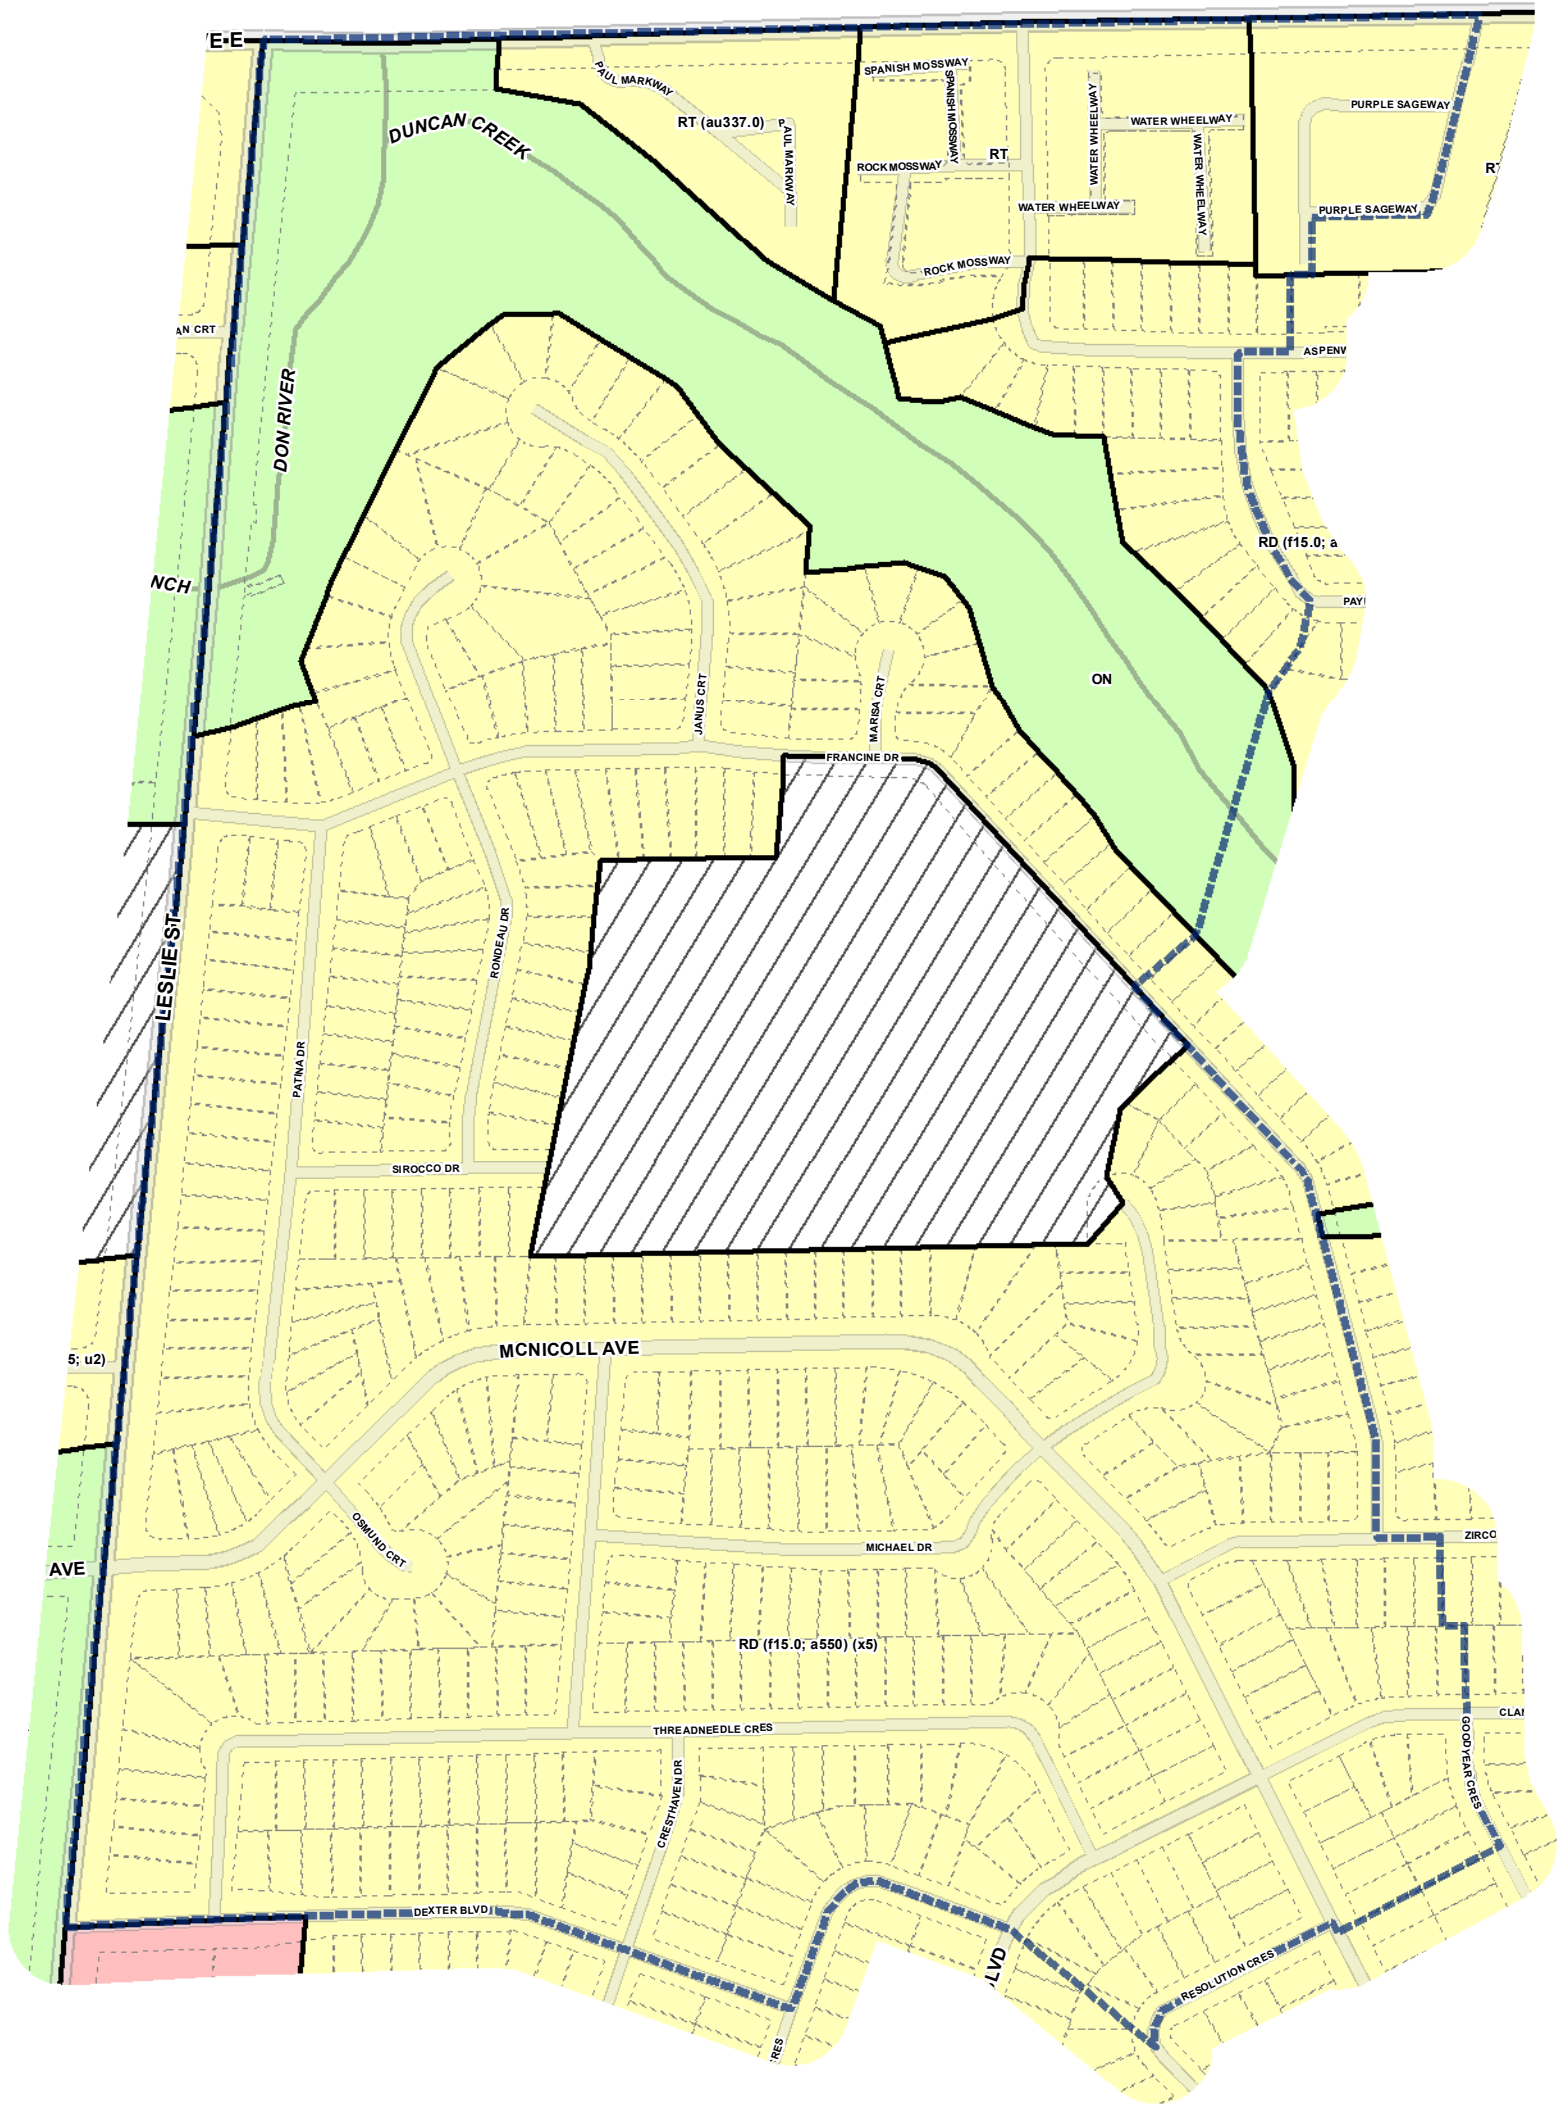 E E
SPANISH MOSSWAY
PAUL MARKWAY
DUNCAN CREEK
RT (au337.0)
PAUL MARKWAY
SPANISH MOSSWAY
ROCK MOSSWAY
RT
WATER WHEELWAY
WATER WHEELWAY
WATER WHEELWAY
WATER WHEELWAY
PURPLE SAGEWAY
PURPLE SAGEWAY
ROCK MOSSWAY
AN CRT
ASPENW
DON RIVER
RD (f15.0; a
NCH
PAY
ON
JANUS CRT
MARISA CRT
FRANCINE DR
LESLIE ST
RONDEAU DR
PATINA DR
SIROCCO DR
MCNICOLL AVE
5; u2)
OSMUND CRT
MICHAEL DR
ZIRCO
AVE
RD (f15.0; a550) (x5)
CLA
THREADNEEDLE CRES
GOODYEAR CRES
CRESTHAVEN DR
DEXTER BLVD
LVD
RESOLUTION CRES
RES